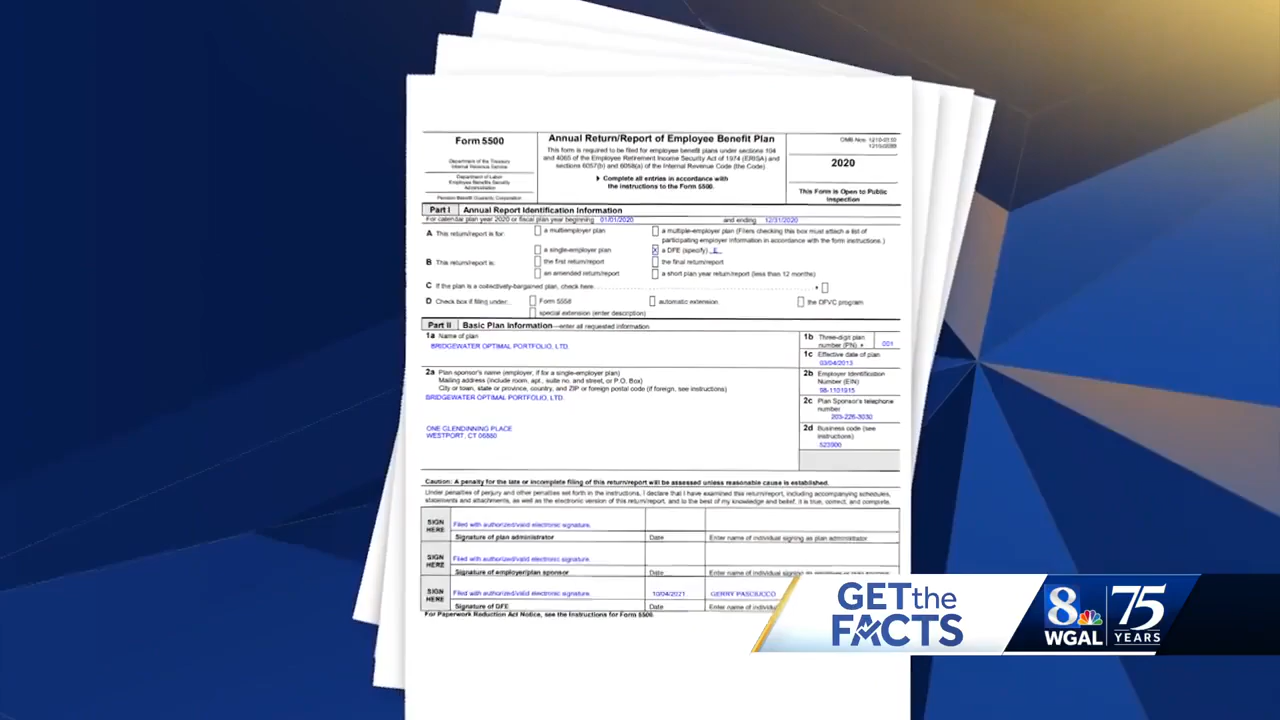 Form 5500
Department of the Treasury
Internal Revenue Service
Department of Labor
Employee Benefits Security
Administration
Pension Benefit Guaranty Corporation
Annual Return/Report of Employee Benefit Plan
This form is required to be filed for employee benefit plans under sections 104
and 4065 of the Employee Retirement Income Security Act of 1974 (ERISA) and
sections 6057(b) and 6058(a) of the Internal Revenue Code (the Code)
Complete all entries in accordance with
the instructions to the Form 5500.
OMB Nos. 1210-0110
1210-0089
2020
This Form is Open to Public
Inspection
Part I Annual Report Identification Information
For calendar plan year 2020 or fiscal plan year beginning 01/01/2020 and ending 12/31/2020
A This return/report is for: a multiemployer plan a multiple-employer plan (Filers checking this box must attach a list of
participating employer information in accordance with the form instructions.)
a single-employer plan X a DFE (specify) E
B This return/report is: the first return/report the final return/report
an amended return/report a short plan year return/report (less than 12 months)
C If the plan is a collectively-bargained plan, check here
D Check box if filing under: Form 5558 automatic extension the DFVC program
special extension (enter description)
Part II Basic Plan Information—enter all requested information
1a Name of plan
BRIDGEWATER OPTIMAL PORTFOLIO, LTD.
1b Three-digit plan
number (PN) 001
1c Effective date of plan
03/04/2013
2a Plan sponsor's name (employer, if for a single-employer plan)
Mailing address (include room, apt., suite no. and street, or P.O. Box)
City or town, state or province, country, and ZIP or foreign postal code (if foreign, see instructions)
BRIDGEWATER OPTIMAL PORTFOLIO, LTD.
ONE GLENDINNING PLACE
WESTPORT, CT 06880
2b Employer Identification
Number (EIN)
98-1101915
2c Plan Sponsor's telephone
number
203-226-3030
2d Business code (see
instructions)
523900
Caution: A penalty for the late or incomplete filing of this return/report will be assessed unless reasonable cause is established.
Under penalties of perjury and other penalties set forth in the instructions, I declare that I have examined this return/report, including accompanying schedules,
statements and attachments, as well as the electronic version of this return/report, and to the best of my knowledge and belief, it is true, correct, and complete.
SIGN
HERE
Filed with authorized/valid electronic signature.
Signature of plan administrator Date Enter name of individual signing as plan administrator
SIGN
HERE
Filed with authorized/valid electronic signature.
Signature of employer/plan sponsor Date Enter name of individual signing
SIGN
HERE
Filed with authorized/valid electronic signature. 10/04/2021 GERRY PASCIUCCO
Signature of DFE Date Enter name of
For Paperwork Reduction Act Notice, see the Instructions for Form 5500.
GET the
FACTS
8
WGAL
75
YEARS